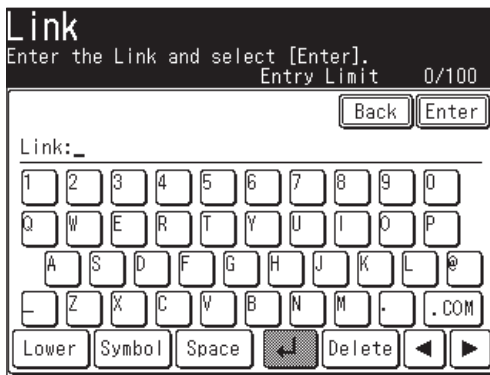 Link
Enter the Link and select [Enter].
Entry Limit 0/100
Back Enter
Link:_
1 2 3 4 5 6 7 8 9 0
Q W E R T Y U I O P
A S D F G H J K L @
_ Z X C V B N M . .COM
Lower Symbol Space ↵ Delete ◀ ▶